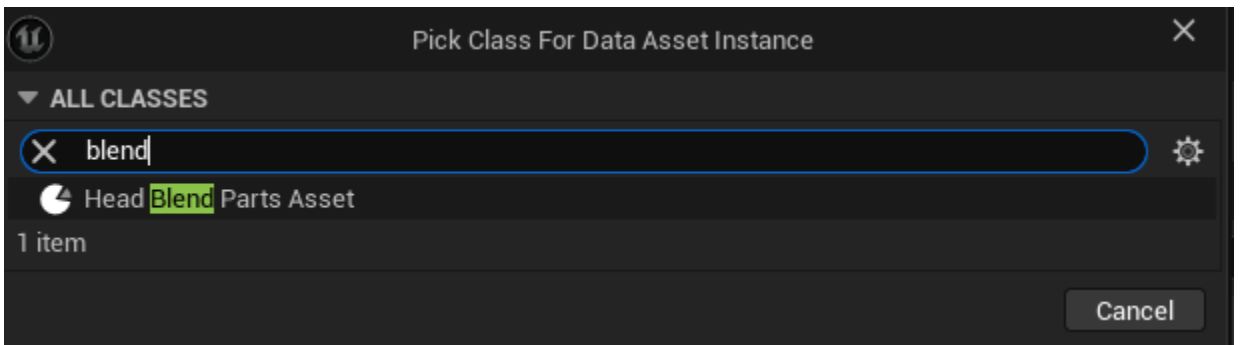 Pick Class For Data Asset Instance
ALL CLASSES
blend
Head Blend Parts Asset
1 item
Cancel